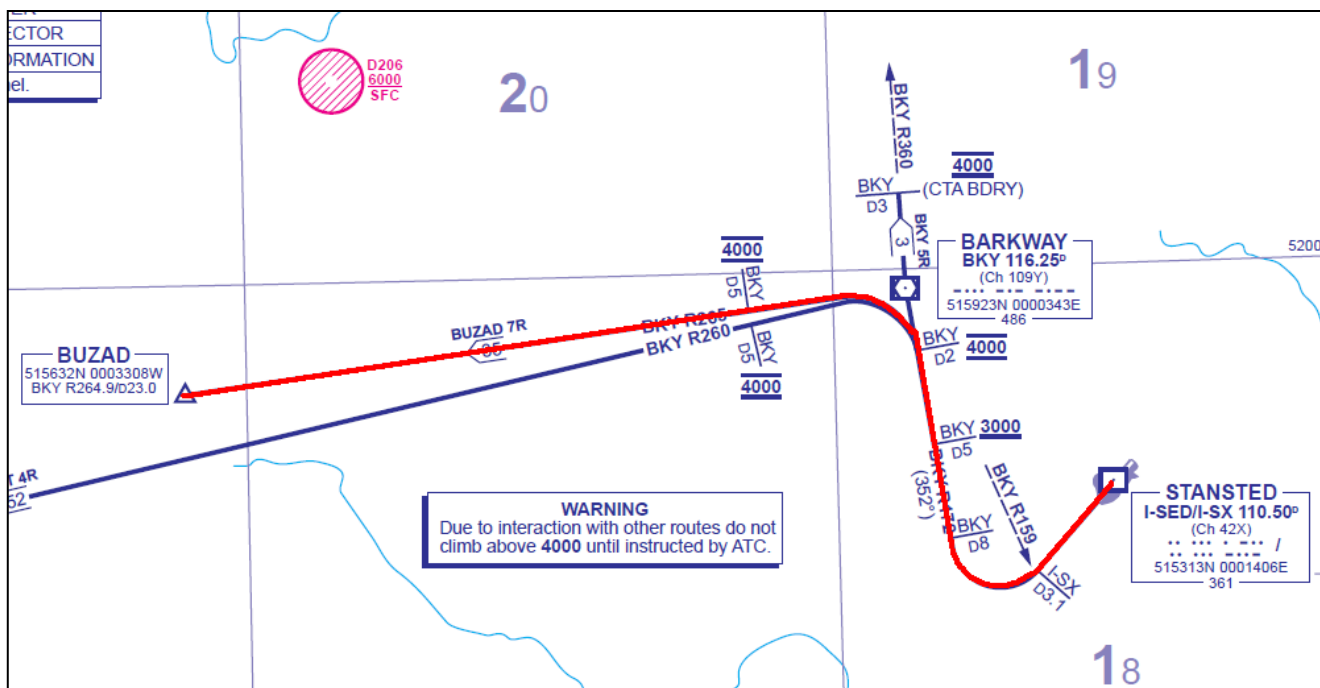 ECTOR
ORMATION
nel.
D206
6000
SFC
20
19
BKY R360
4000
(CTA BDRY)
BKY
D3
3
BKY 5R
BARKWAY
BKY 116.25D
(Ch 109Y)
-... -.- -.--
515923N 0000343E
486
5200
4000
BKY
D5
BUZAD 7R
35
BKY R265
BKY R260
BKY
D5
4000
BKY
D2
4000
BUZAD
515632N 0003308W
BKY R264.9/D23.0
T 4R
52
BKY
D5
3000
BKY R172
(352°)
BKY R159
BKY
D8
I-SX
D3.1
WARNING
Due to interaction with other routes do not
climb above 4000 until instructed by ATC.
STANSTED
I-SED/I-SX 110.50D
(Ch 42X)
.. ... . -.. /
.. ... -..-
515313N 0001406E
361
18